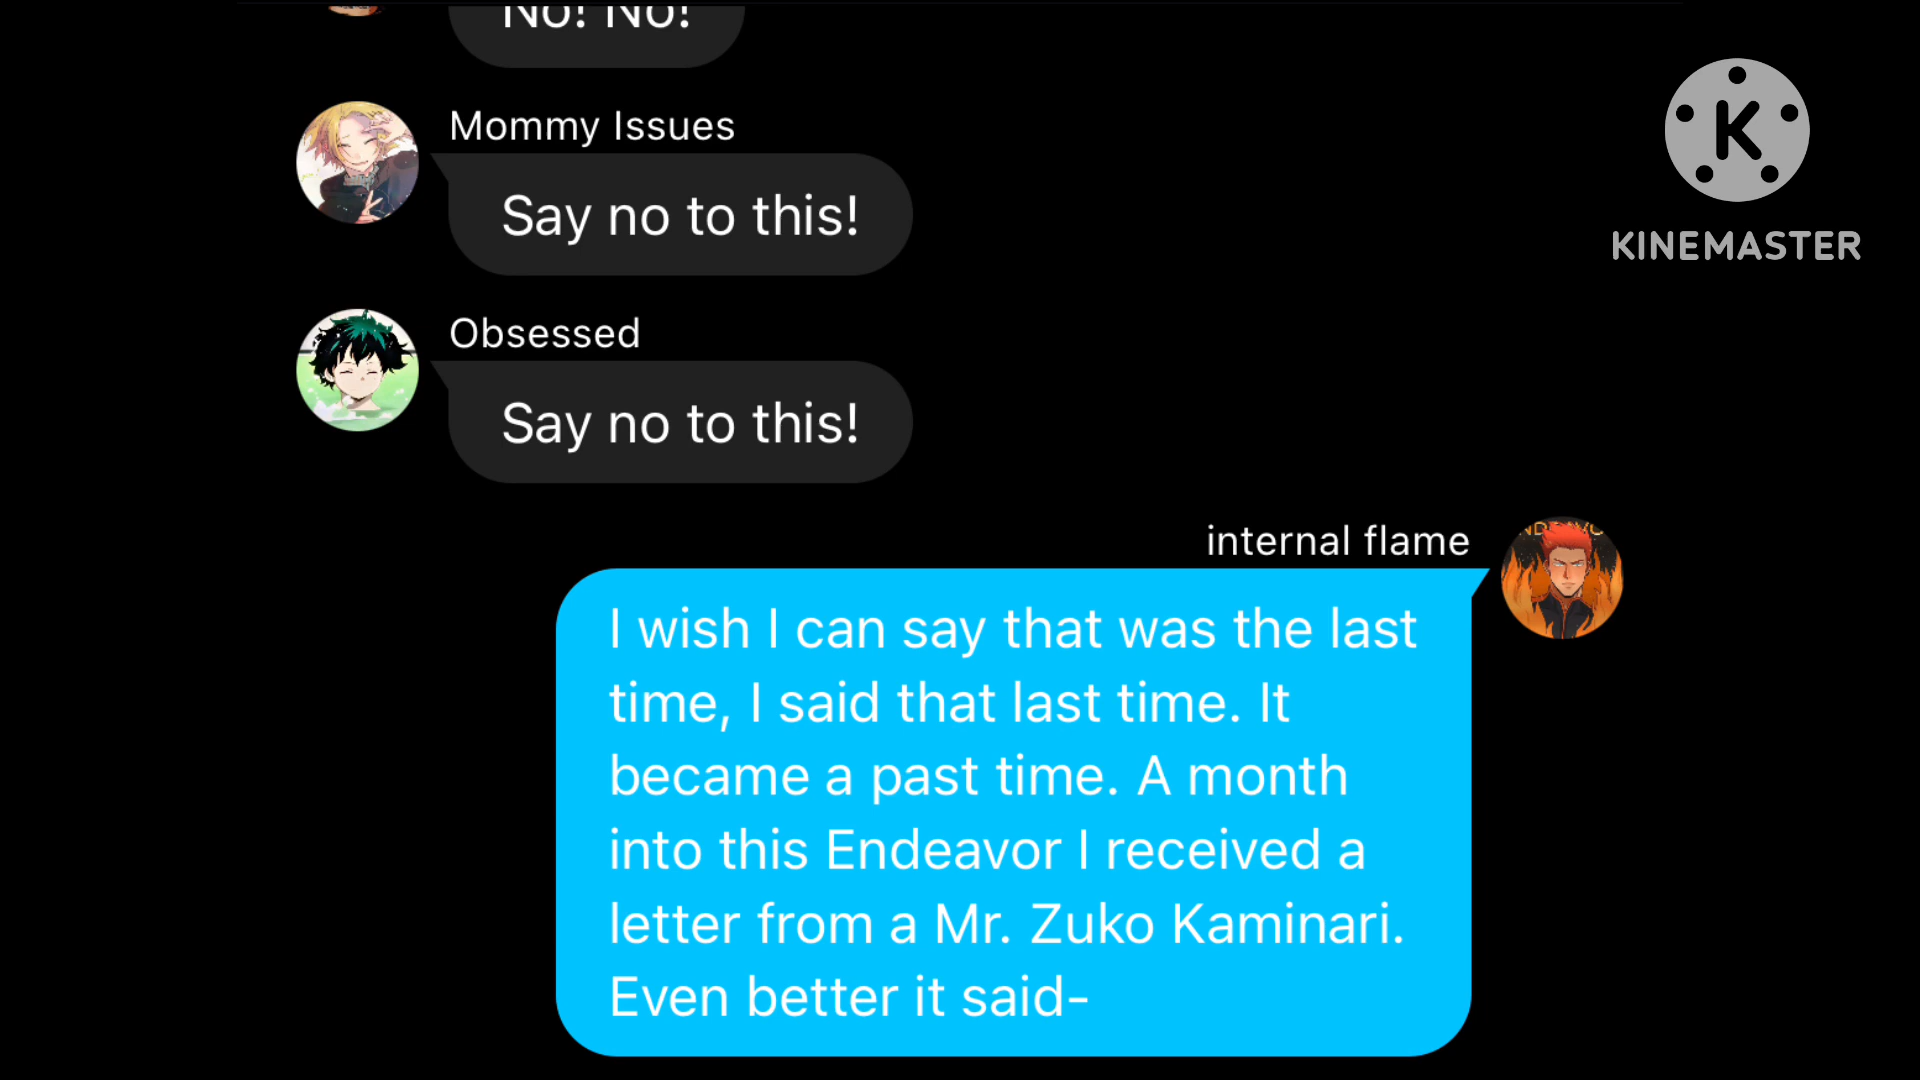 No! No!
Mommy Issues
Say no to this!
Obsessed
Say no to this!
internal flame
I wish I can say that was the last
time, I said that last time. It
became a past time. A month
into this Endeavor I received a
letter from a Mr. Zuko Kaminari.
Even better it said-
K
KINEMASTER